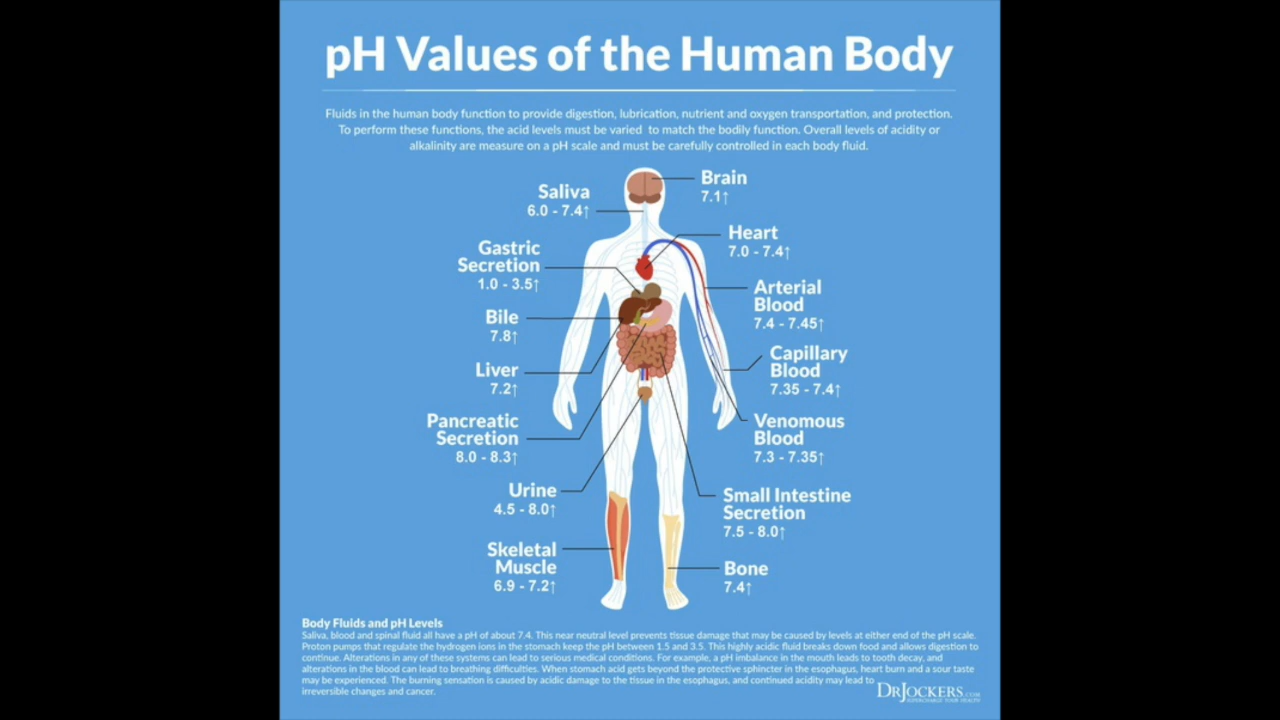 pH Values of the Human Body
Fluids in the human body function to provide digestion, lubrication, nutrient and oxygen transportation, and protection.
To perform these functions, the acid levels must be varied to match the bodily function. Overall levels of acidity or
alkalinity are measure on a pH scale and must be carefully controlled in each body fluid.
Brain
7.1↑
Saliva
6.0 - 7.4↑
Heart
7.0 - 7.4↑
Gastric
Secretion
1.0 - 3.5↑
Arterial
Blood
7.4 - 7.45↑
Bile
7.8↑
Capillary
Blood
7.35 - 7.4↑
Liver
7.2↑
Pancreatic
Secretion
8.0 - 8.3↑
Venomous
Blood
7.3 - 7.35↑
Urine
4.5 - 8.0↑
Small Intestine
Secretion
7.5 - 8.0↑
Skeletal
Muscle
6.9 - 7.2↑
Bone
7.4↑
Body Fluids and pH Levels
Saliva, blood and spinal fluid all have a pH of about 7.4. This near neutral level prevents tissue damage that may be caused by levels at either end of the pH scale.
Proton pumps that regulate the hydrogen ions in the stomach keep the pH between 1.5 and 3.5. This highly acidic fluid breaks down food and allows digestion to
continue. Alterations in any of these systems can lead to serious medical conditions. For example, a pH imbalance in the mouth leads to tooth decay, and
alterations in the blood can lead to breathing difficulties. When stomach acid gets beyond the protective sphincter in the esophagus, heart burn and a sour taste
may be experienced. The burning sensation is caused by acidic damage to the tissue in the esophagus, and continued acidity may lead to
irreversible changes and cancer.
DRJOCKERS.COM
SUPERCHARGE YOUR HEALTH